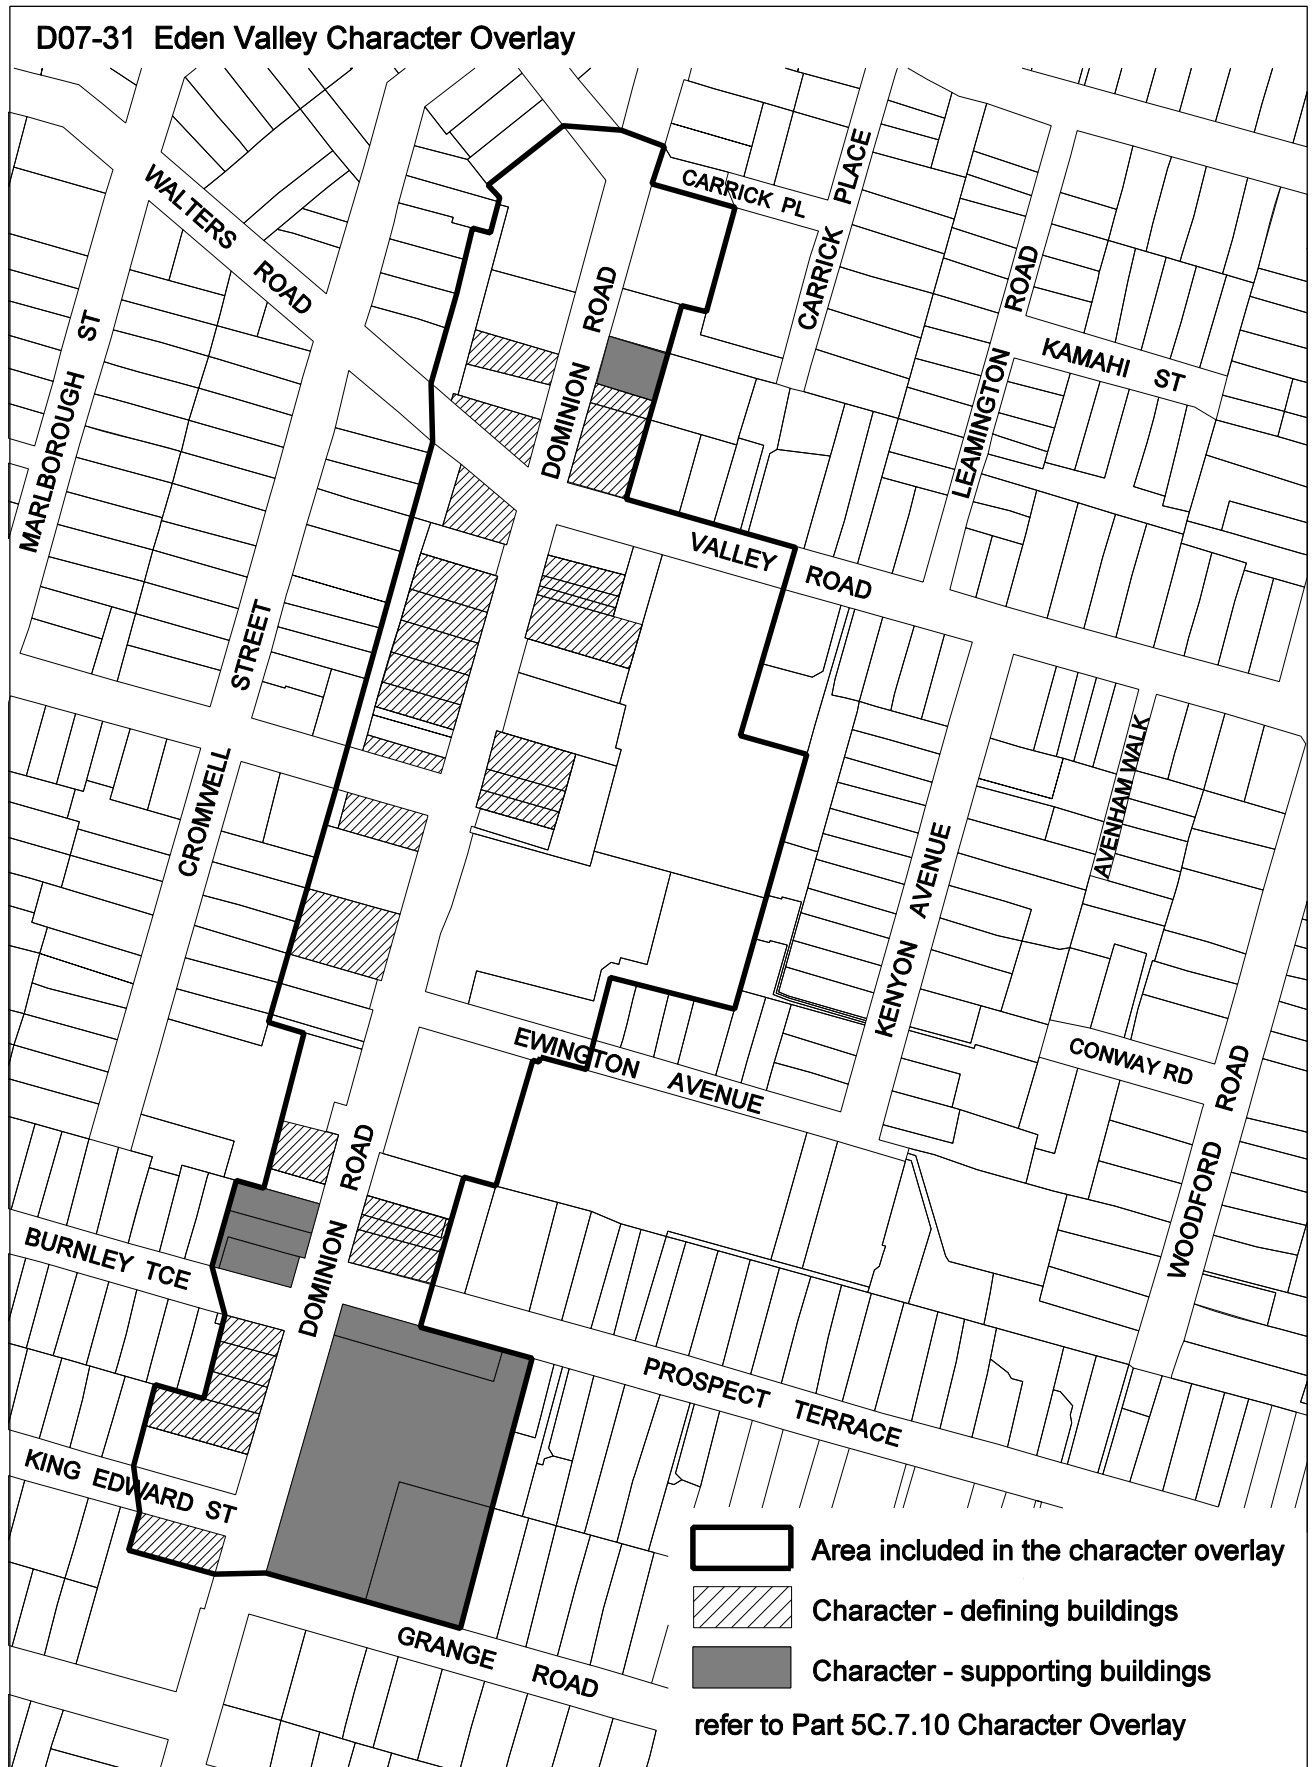 D07-31 Eden Valley Character Overlay
CARRICK PL
CARRICK PLACE
WALTERS ROAD
LEAMINGTON ROAD
KAMAHI ST
MARLBOROUGH ST
DOMINION ROAD
VALLEY ROAD
CROMWELL STREET
AVENHAM WALK
KENYON AVENUE
EWINGTON AVENUE
CONWAY RD
WOODFORD ROAD
DOMINION ROAD
BURNLEY TCE
PROSPECT TERRACE
KING EDWARD ST
GRANGE ROAD
Area included in the character overlay
Character - defining buildings
Character - supporting buildings
refer to Part 5C.7.10 Character Overlay